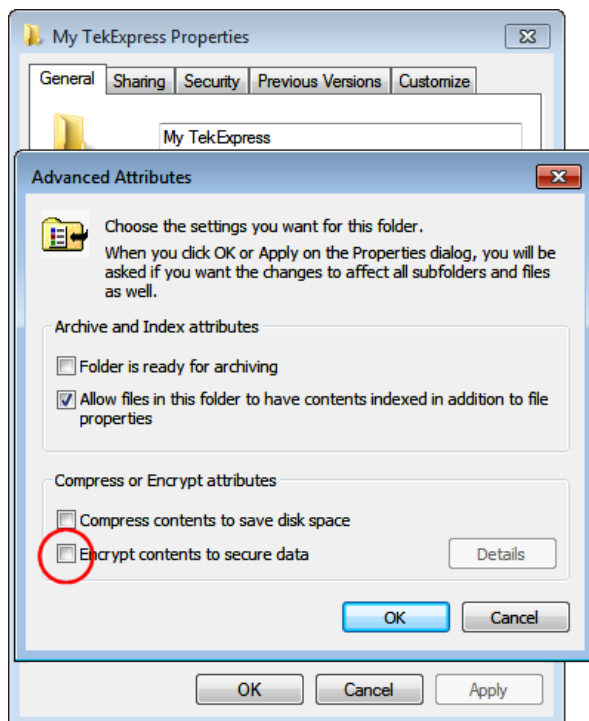 My TekExpress Properties
General Sharing Security Previous Versions Customize
My TekExpress
Advanced Attributes
Choose the settings you want for this folder.
When you click OK or Apply on the Properties dialog, you will be
asked if you want the changes to affect all subfolders and files
as well.
Archive and Index attributes
Folder is ready for archiving
Allow files in this folder to have contents indexed in addition to file
properties
Compress or Encrypt attributes
Compress contents to save disk space
Encrypt contents to secure data
Details
OK Cancel
OK Cancel Apply